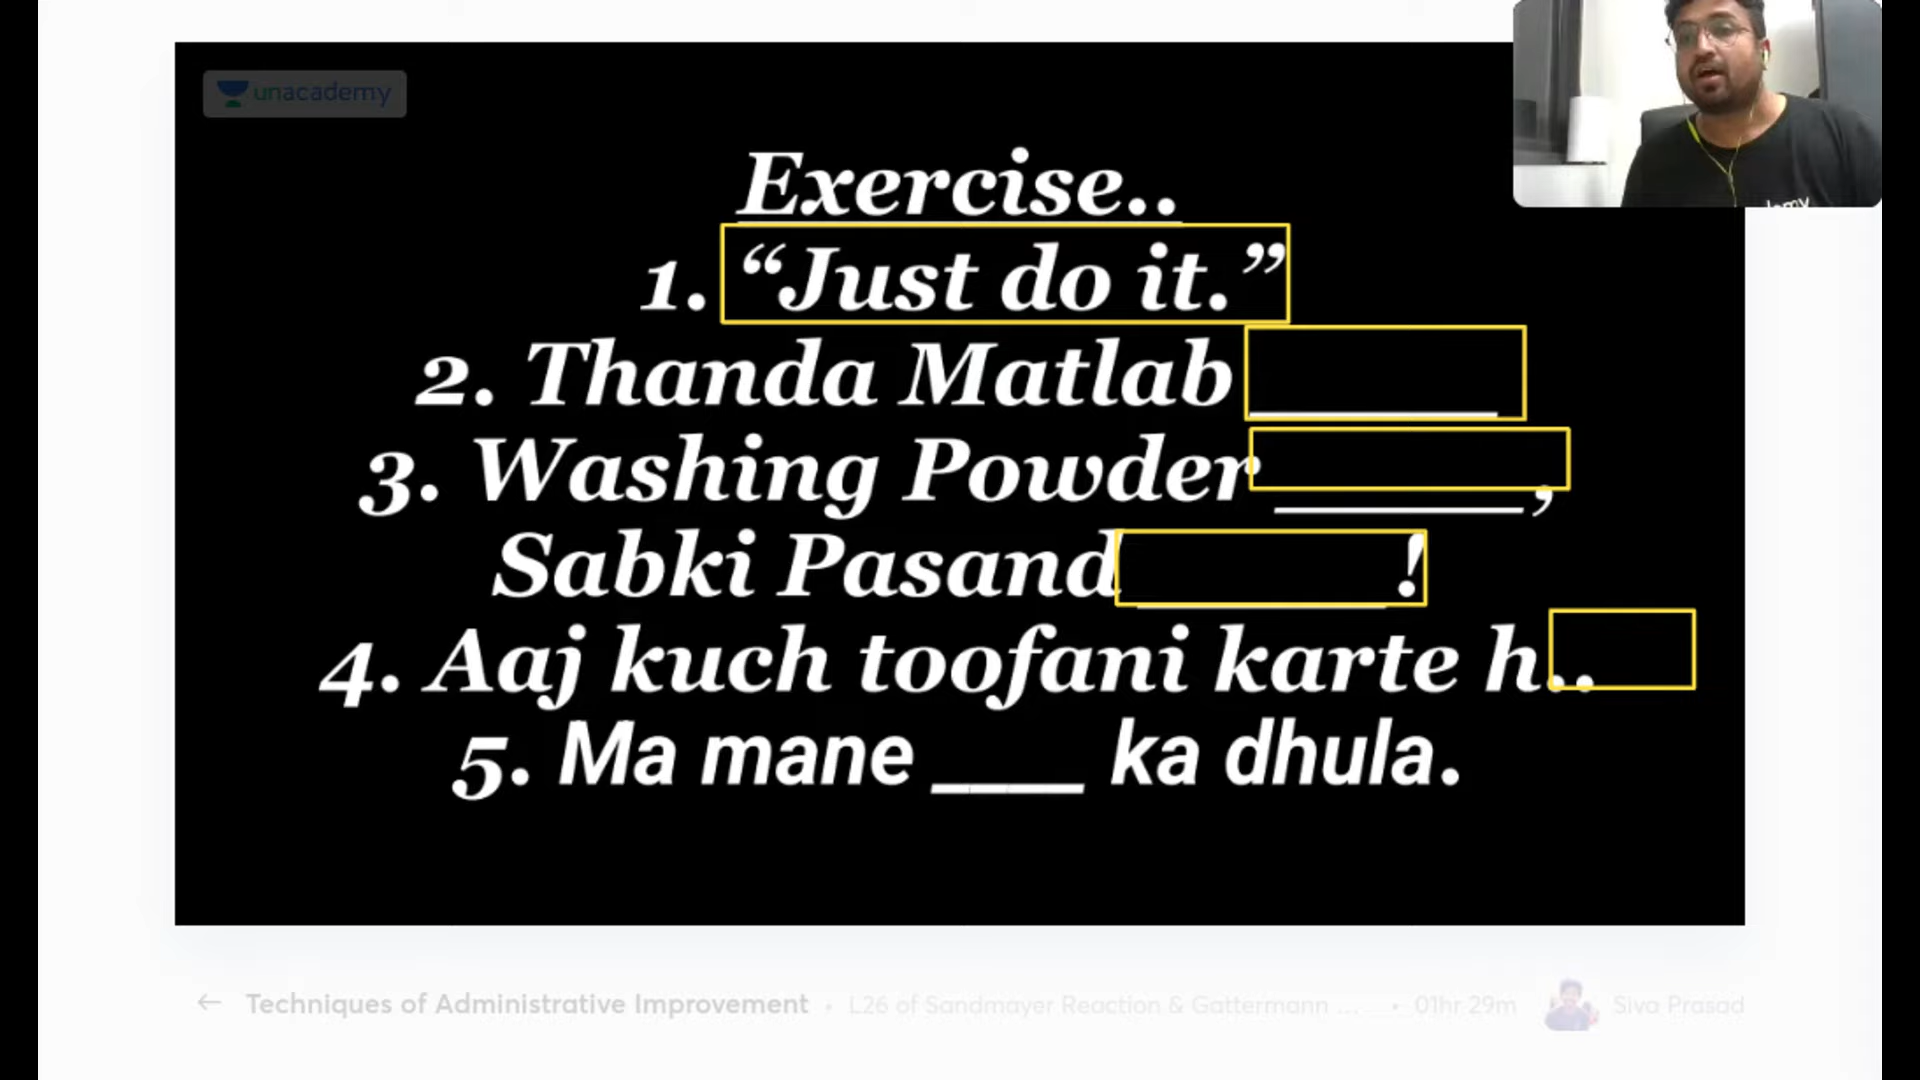 unacademy
Exercise..
1. “Just do it.”
2. Thanda Matlab ______
3. Washing Powder ______,
Sabki Pasand ______!
4. Aaj kuch toofani karte h..
5. Ma mane ____ ka dhula.
← Techniques of Administrative Improvement • L26 of Sandmayer Reaction & Gattermann ... • 01hr 29m Siva Prasad